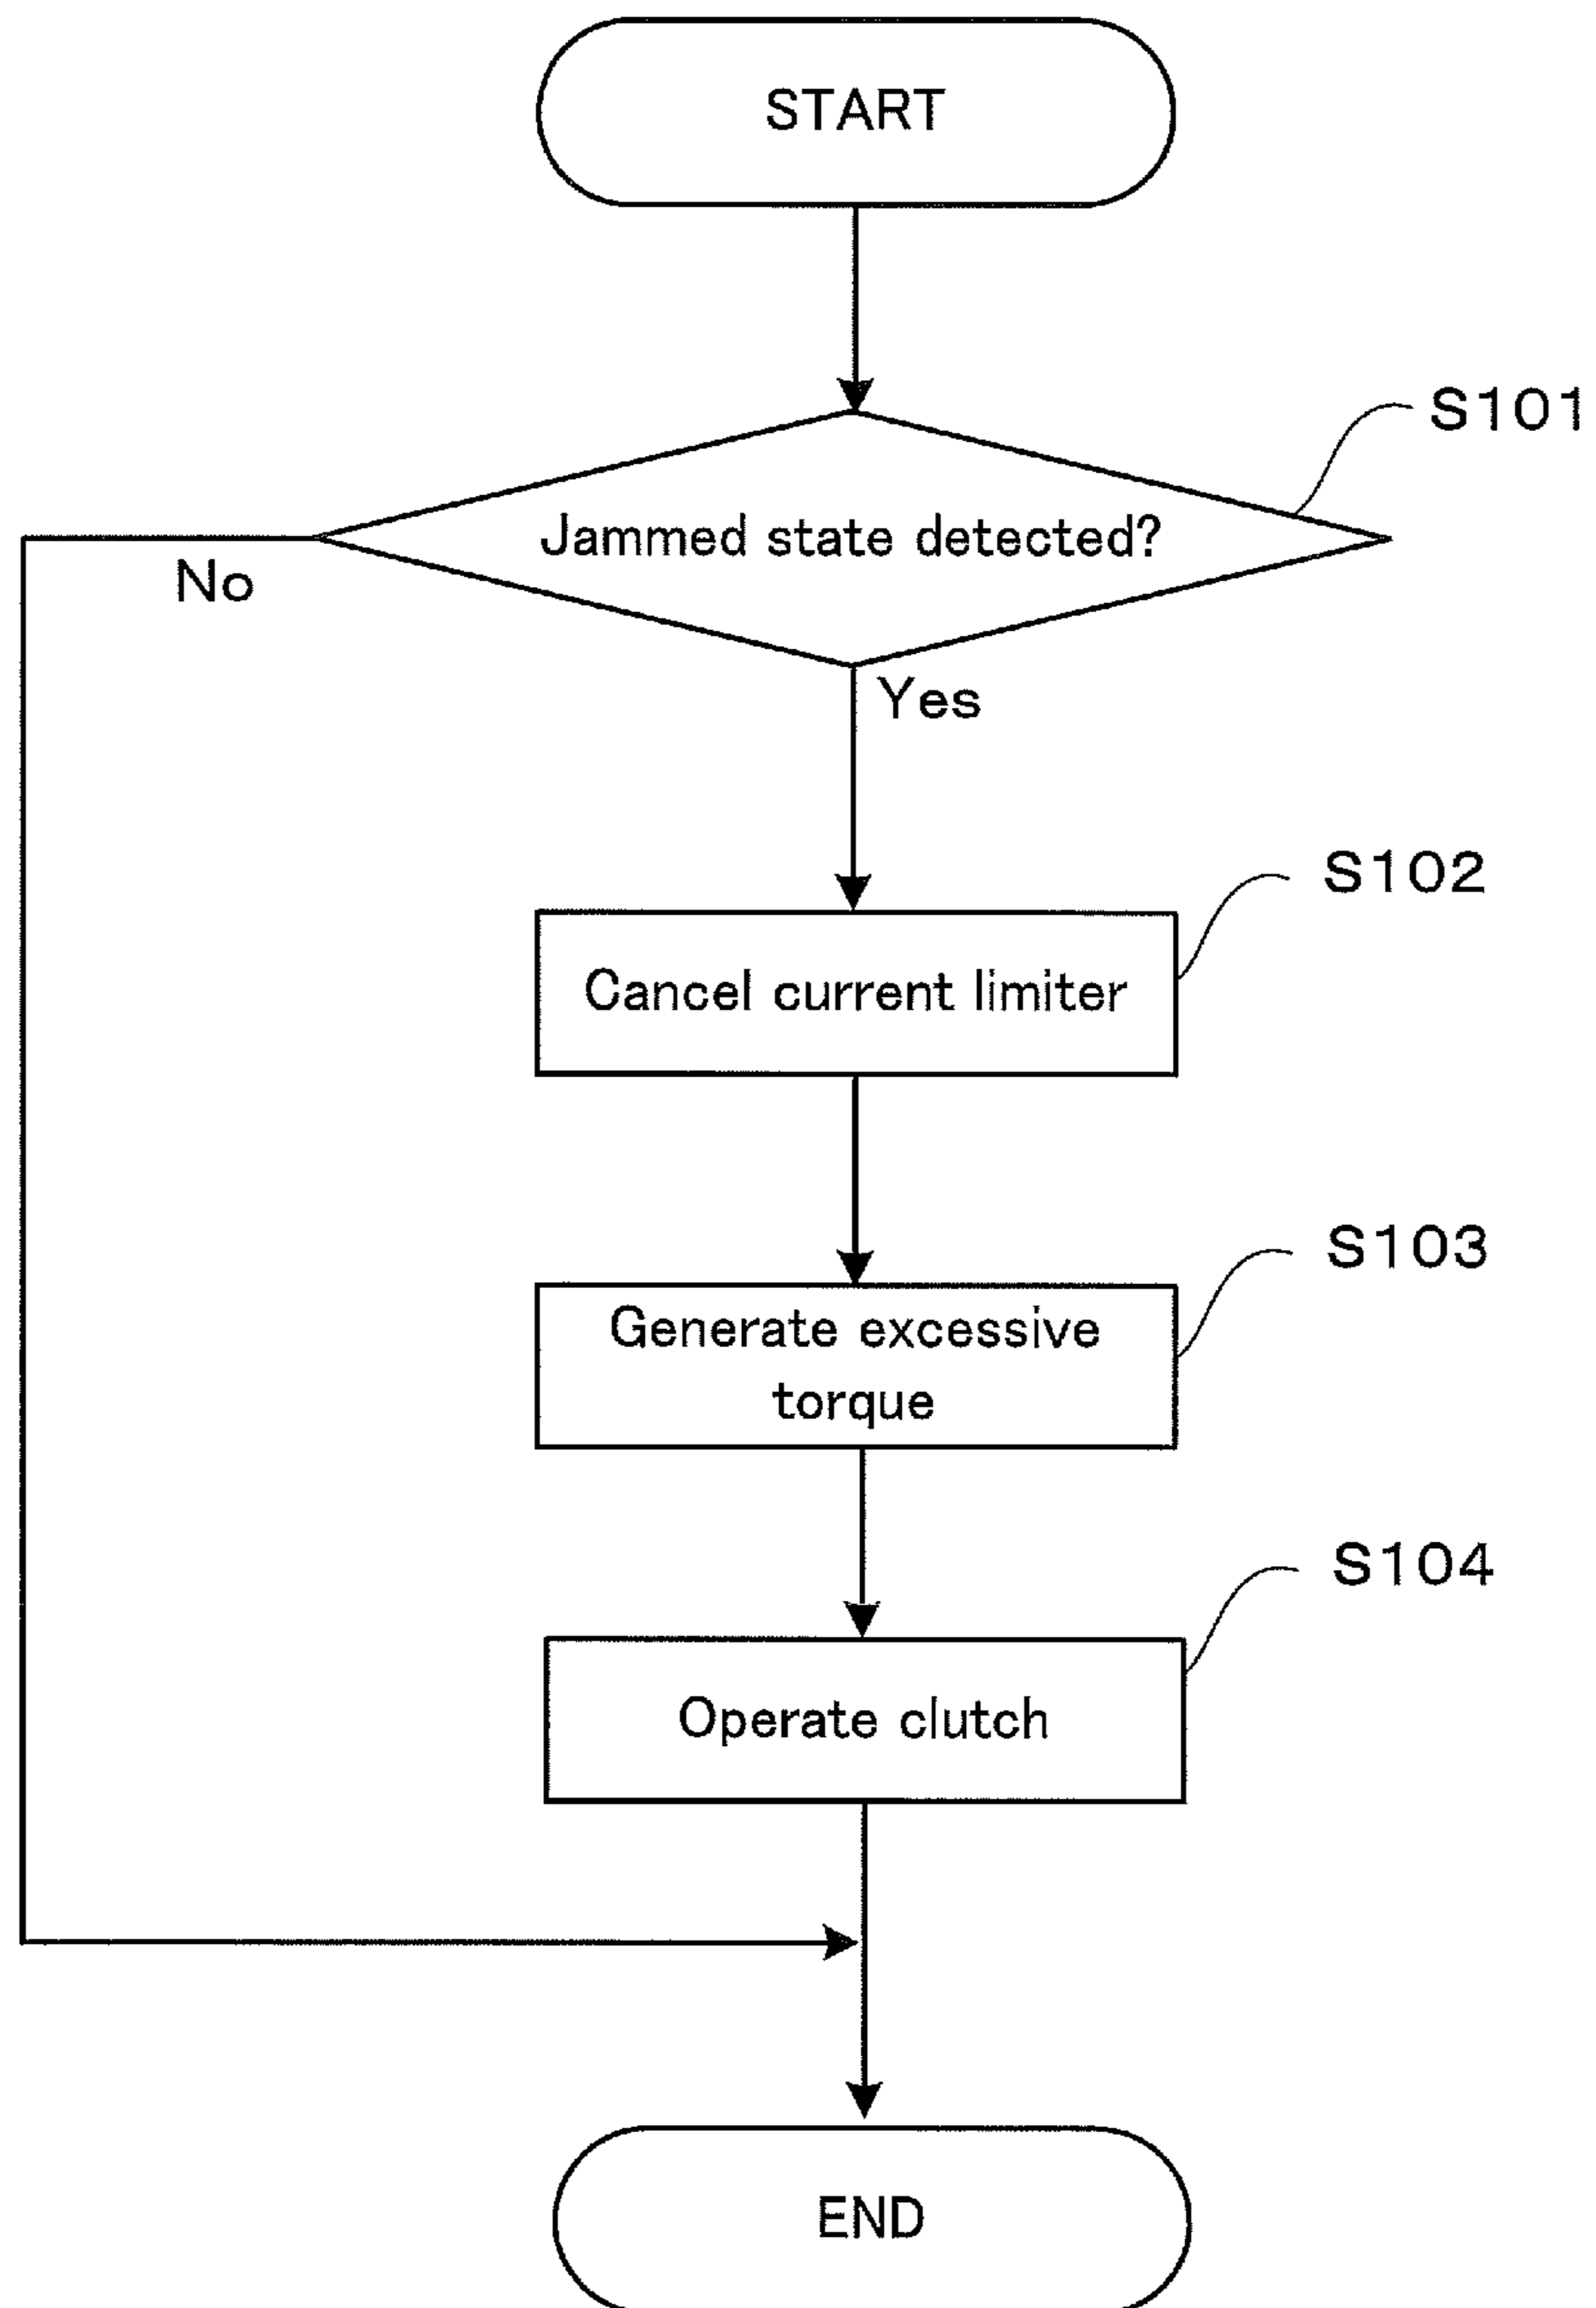 START
S101
Jammed state detected?
No
Yes
S102
Cancel current limiter
S103
Generate excessive
torque
S104
Operate clutch
END